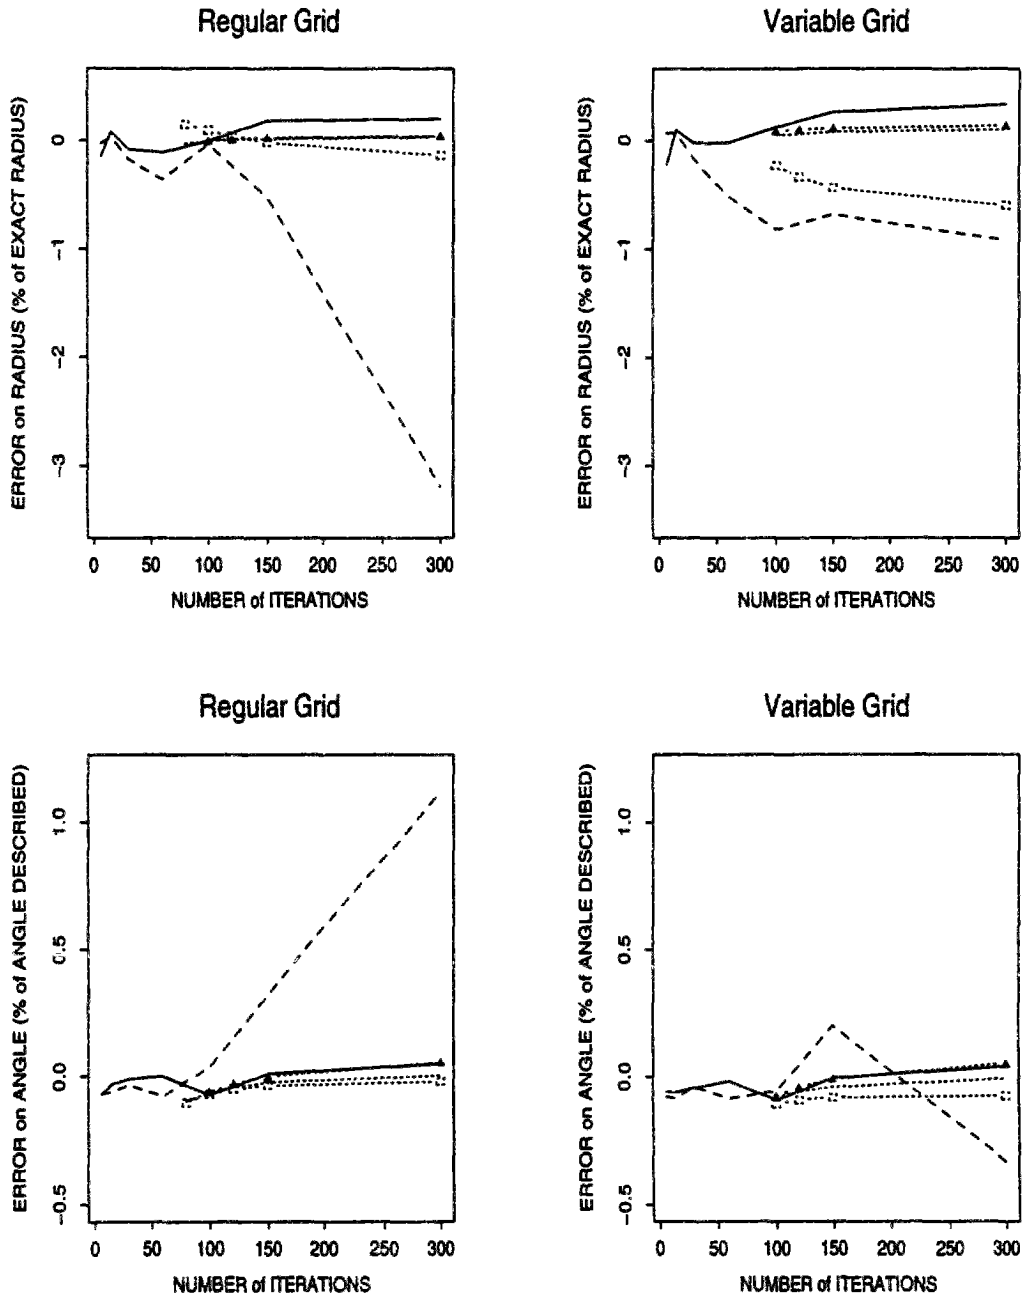 Regular Grid
ERROR on RADIUS (% of EXACT RADIUS)
0
-1
-2
-3
0 50 100 150 200 250 300
NUMBER of ITERATIONS
Variable Grid
ERROR on RADIUS (% of EXACT RADIUS)
0
-1
-2
-3
0 50 100 150 200 250 300
NUMBER of ITERATIONS
Regular Grid
ERROR on ANGLE (% of ANGLE DESCRIBED)
1.0
0.5
0.0
-0.5
0 50 100 150 200 250 300
NUMBER of ITERATIONS
Variable Grid
ERROR on ANGLE (% of ANGLE DESCRIBED)
1.0
0.5
0.0
-0.5
0 50 100 150 200 250 300
NUMBER of ITERATIONS